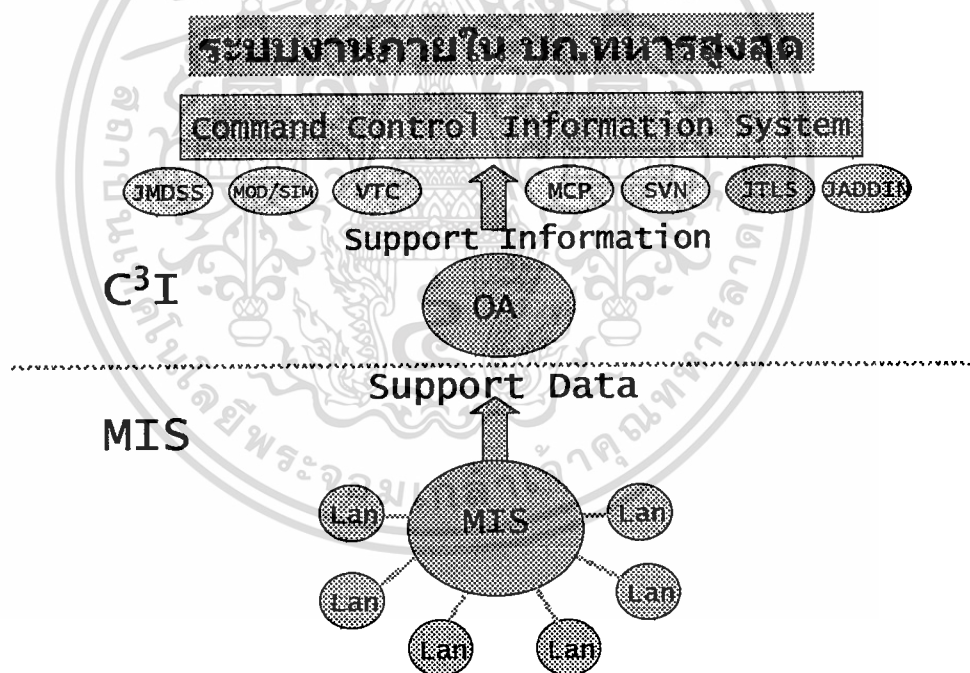 ระบบงานภายใน บก.ทหารสูงสุด
Command Control Information System
JMDSS MOD/SIM VTC MCP SVN JTLS JADDIN
Support Information
C³I
OA
Support Data
MIS
MIS
Lan
Lan
Lan
Lan
Lan
Lan